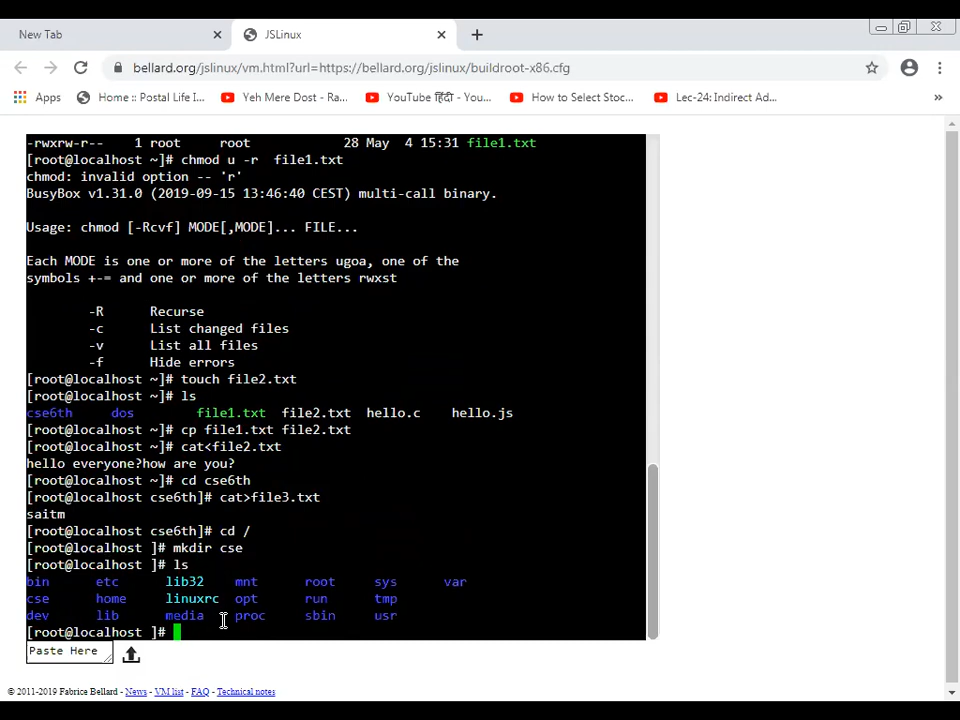 New Tab
JSLinux
bellard.org/jslinux/vm.html?url=https://bellard.org/jslinux/buildroot-x86.cfg
Apps Home :: Postal Life I... Yeh Mere Dost - Ra... YouTube हिंदी - You... How to Select Stoc... Lec-24: Indirect Ad... »
-rwxrw-r-- 1 root root 28 May 4 15:31 file1.txt
[root@localhost ~]# chmod u -r file1.txt
chmod: invalid option -- 'r'
BusyBox v1.31.0 (2019-09-15 13:46:40 CEST) multi-call binary.
Usage: chmod [-Rcvf] MODE[,MODE]... FILE...
Each MODE is one or more of the letters ugoa, one of the
symbols +-= and one or more of the letters rwxst
-R Recurse
-c List changed files
-v List all files
-f Hide errors
[root@localhost ~]# touch file2.txt
[root@localhost ~]# ls
cse6th dos file1.txt file2.txt hello.c hello.js
[root@localhost ~]# cp file1.txt file2.txt
[root@localhost ~]# cat<file2.txt
hello everyone?how are you?
[root@localhost ~]# cd cse6th
[root@localhost cse6th]# cat>file3.txt
saitm
[root@localhost cse6th]# cd /
[root@localhost ]# mkdir cse
[root@localhost ]# ls
bin etc lib32 mnt root sys var
cse home linuxrc opt run tmp
dev lib media proc sbin usr
[root@localhost ]#
Paste Here
© 2011-2019 Fabrice Bellard - News - VM list - FAQ - Technical notes